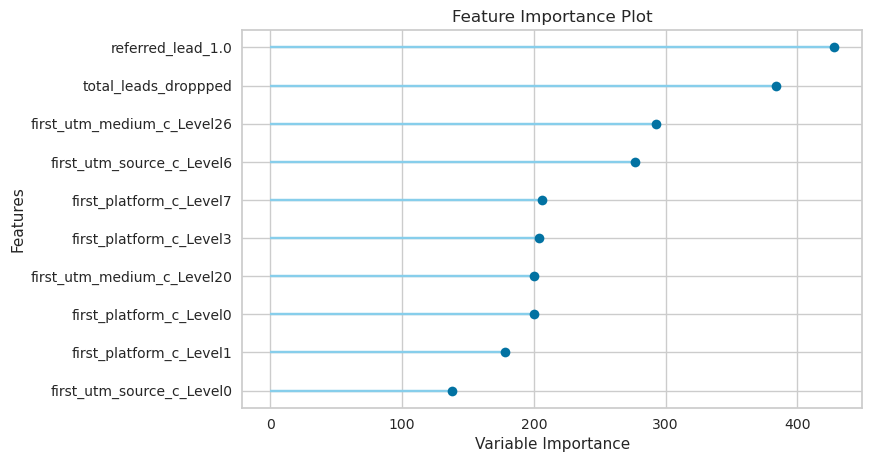 Feature Importance Plot
referred_lead_1.0
total_leads_droppped
first_utm_medium_c_Level26
first_utm_source_c_Level6
first_platform_c_Level7
first_platform_c_Level3
first_utm_medium_c_Level20
first_platform_c_Level0
first_platform_c_Level1
first_utm_source_c_Level0
Features
0 100 200 300 400
Variable Importance